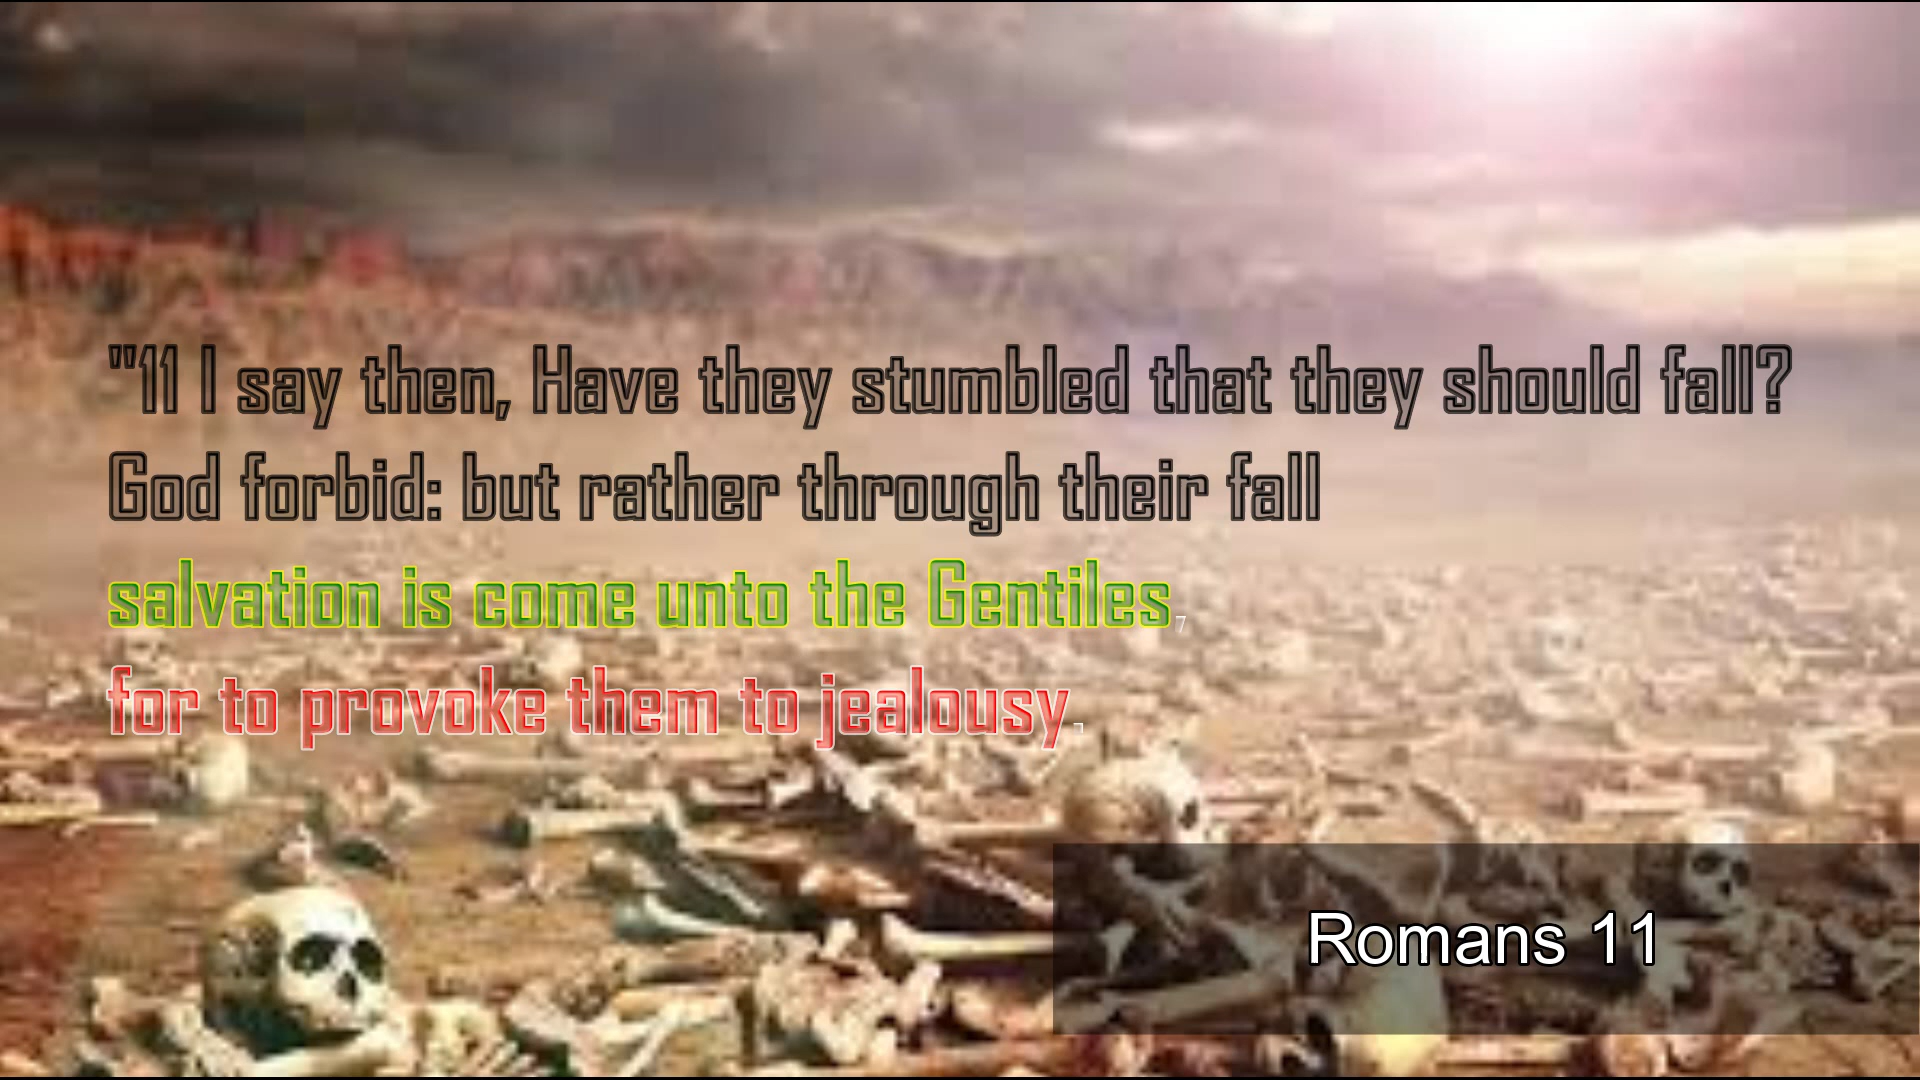 "11 I say then, Have they stumbled that they should fall?
God forbid: but rather through their fall
salvation is come unto the Gentiles,
for to provoke them to jealousy.
Romans 11